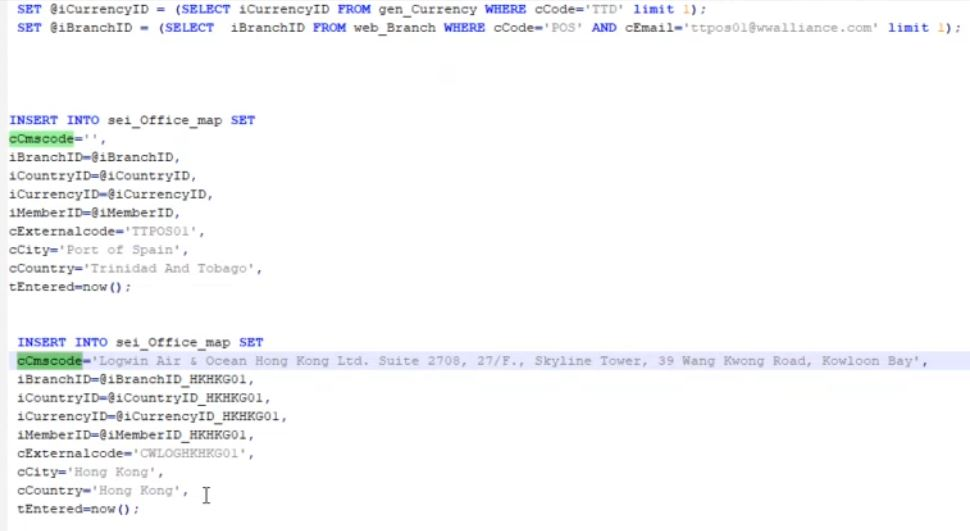 SET @iCurrencyID = (SELECT iCurrencyID FROM gen_Currency WHERE cCode='TTD' limit 1);
SET @iBranchID = (SELECT iBranchID FROM web_Branch WHERE cCode='POS' AND cEmail='ttpos01@wwalliance.com' limit 1);
INSERT INTO sei_Office_map SET
cCmscode='',
iBranchID=@iBranchID,
iCountryID=@iCountryID,
iCurrencyID=@iCurrencyID,
iMemberID=@iMemberID,
cExternalcode='TTPOS01',
cCity='Port of Spain',
cCountry='Trinidad And Tobago',
tEntered=now();
INSERT INTO sei_Office_map SET
cCmscode='Logwin Air & Ocean Hong Kong Ltd. Suite 2708, 27/F., Skyline Tower, 39 Wang Kwong Road, Kowloon Bay',
iBranchID=@iBranchID_HKHKG01,
iCountryID=@iCountryID_HKHKG01,
iCurrencyID=@iCurrencyID_HKHKG01,
iMemberID=@iMemberID_HKHKG01,
cExternalcode='CWLOGHKHKG01',
cCity='Hong Kong',
cCountry='Hong Kong',
tEntered=now();